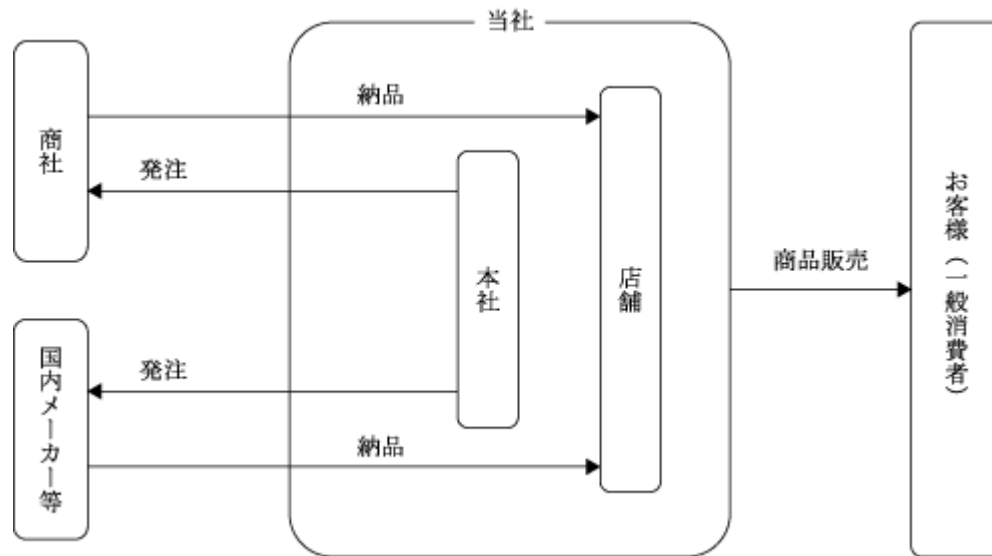 当社
納品
商社
発注
本社
店舗
商品販売
お客様（一般消費者）
発注
国内メーカー等
納品